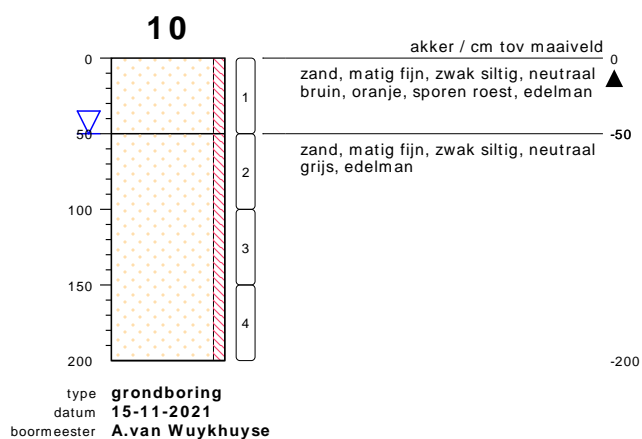 10
akker / cm tov maaiveld
0
0
zand, matig fijn, zwak siltig, neutraal
bruin, oranje, sporen roest, edelman
1
50
-50
zand, matig fijn, zwak siltig, neutraal
grijs, edelman
2
100
3
150
4
200
-200
type grondboring
datum 15-11-2021
boormeester A.van Wuykhuyse